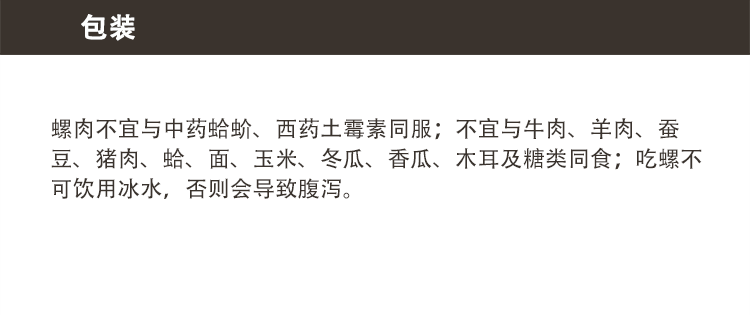 包装
螺肉不宜与中药蛤蚧、西药土霉素同服；不宜与牛肉、羊肉、蚕
豆、猪肉、蛤、面、玉米、冬瓜、香瓜、木耳及糖类同食；吃螺不
可饮用冰水，否则会导致腹泻。